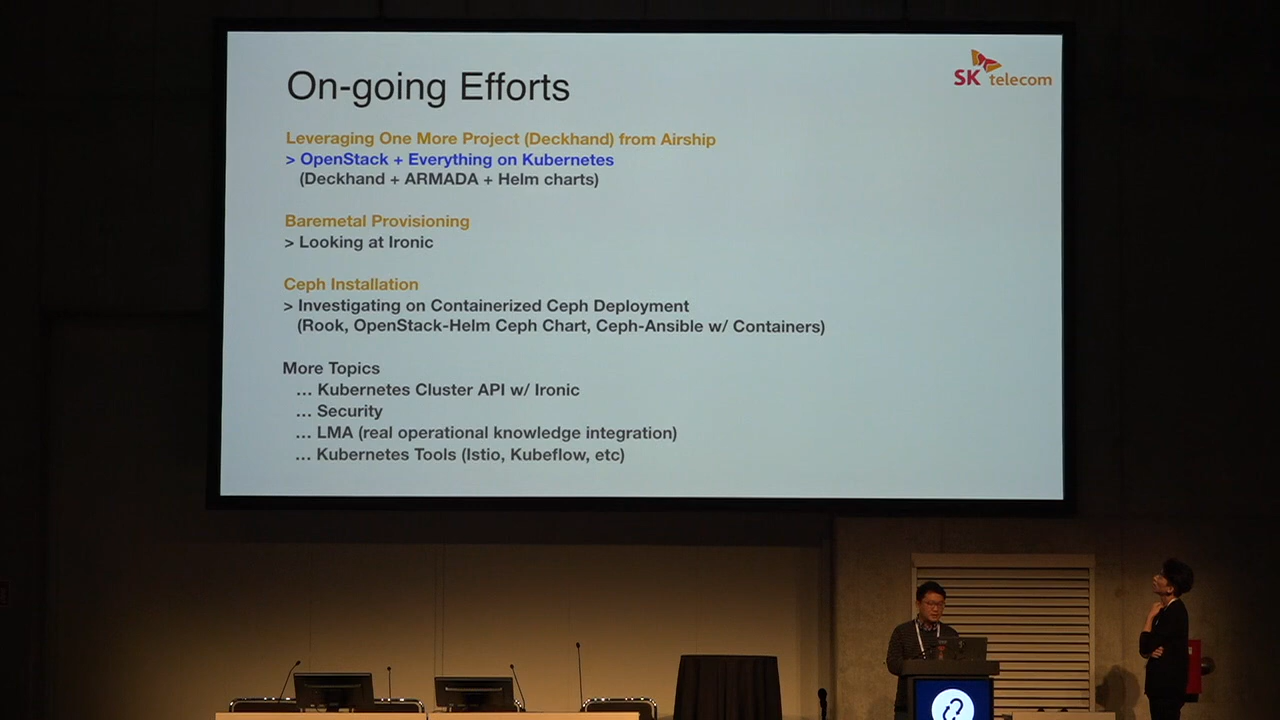 On-going Efforts
SK telecom
Leveraging One More Project (Deckhand) from Airship
> OpenStack + Everything on Kubernetes
(Deckhand + ARMADA + Helm charts)
Baremetal Provisioning
> Looking at Ironic
Ceph Installation
> Investigating on Containerized Ceph Deployment
(Rook, OpenStack-Helm Ceph Chart, Ceph-Ansible w/ Containers)
More Topics
... Kubernetes Cluster API w/ Ironic
... Security
... LMA (real operational knowledge integration)
... Kubernetes Tools (Istio, Kubeflow, etc)